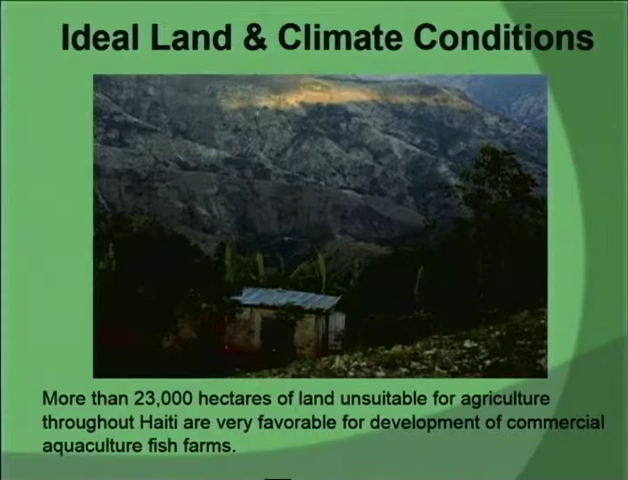 Ideal Land & Climate Conditions
More than 23,000 hectares of land unsuitable for agriculture
throughout Haiti are very favorable for development of commercial
aquaculture fish farms.